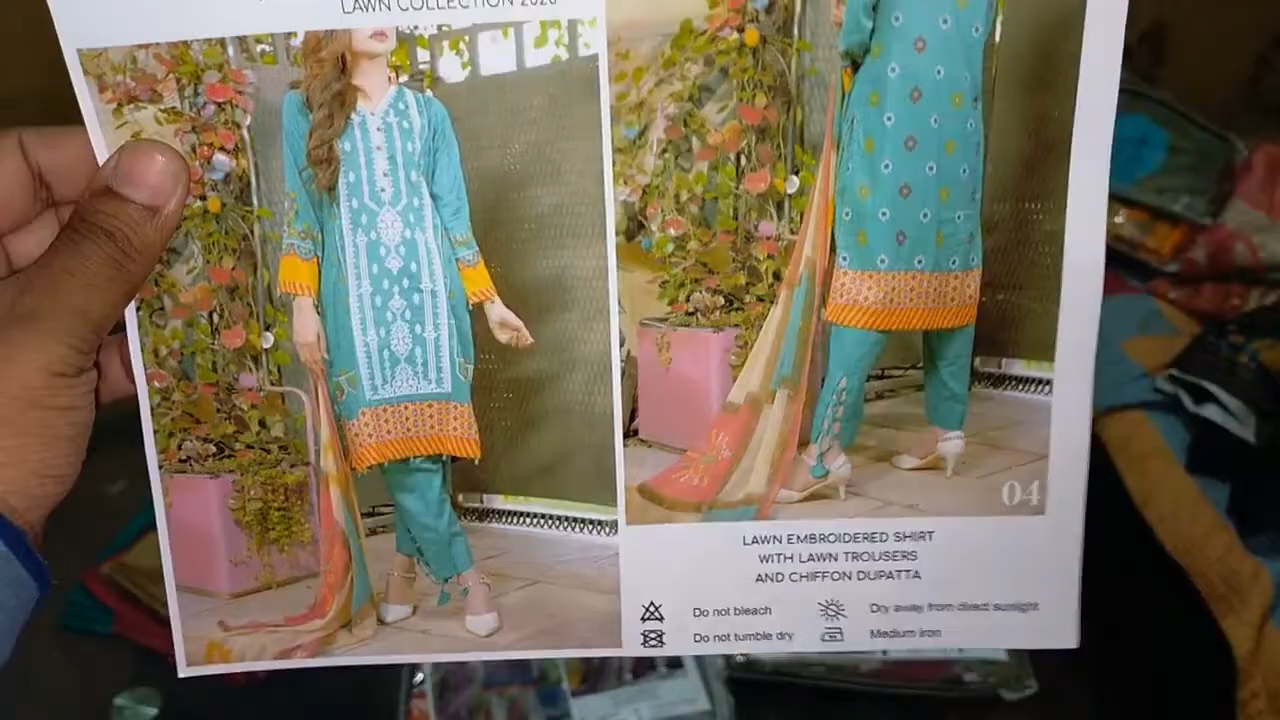 LAWN COLLECTION 2020
04
LAWN EMBROIDERED SHIRT
WITH LAWN TROUSERS
AND CHIFFON DUPATTA
Do not bleach
Dry away from direct sunlight
Do not tumble dry
Medium iron